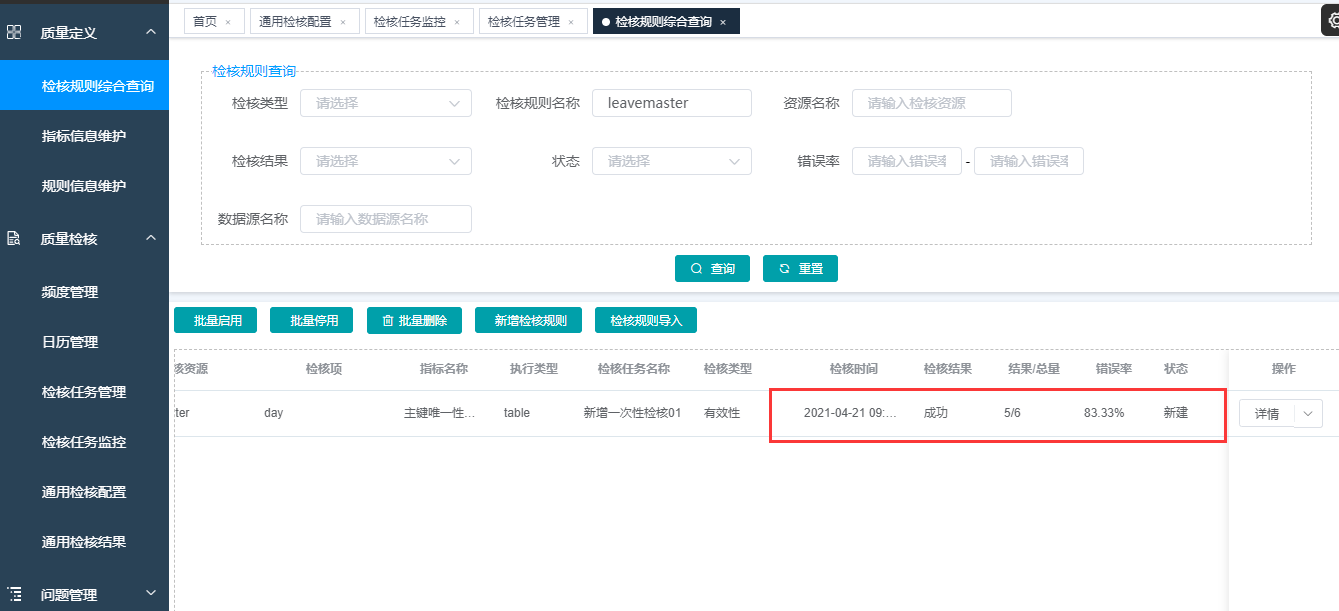 质量定义
检核规则综合查询
指标信息维护
规则信息维护
质量检核
频度管理
日历管理
检核任务管理
检核任务监控
通用检核配置
通用检核结果
问题管理
首页 × 通用检核配置 × 检核任务监控 × 检核任务管理 × 检核规则综合查询 ×
检核规则查询
检核类型 请选择 检核规则名称 leavemaster 资源名称 请输入检核资源
检核结果 请选择 状态 请选择 错误率 请输入错误率 - 请输入错误率
数据源名称 请输入数据源名称
查询 重置
批量启用 批量停用 批量删除 新增检核规则 检核规则导入
核资源 检核项 指标名称 执行类型 检核任务名称 检核类型 检核时间 检核结果 结果/总量 错误率 状态 操作
ter day 主键唯一性... table 新增一次性检核01 有效性 2021-04-21 09:... 成功 5/6 83.33% 新建 详情